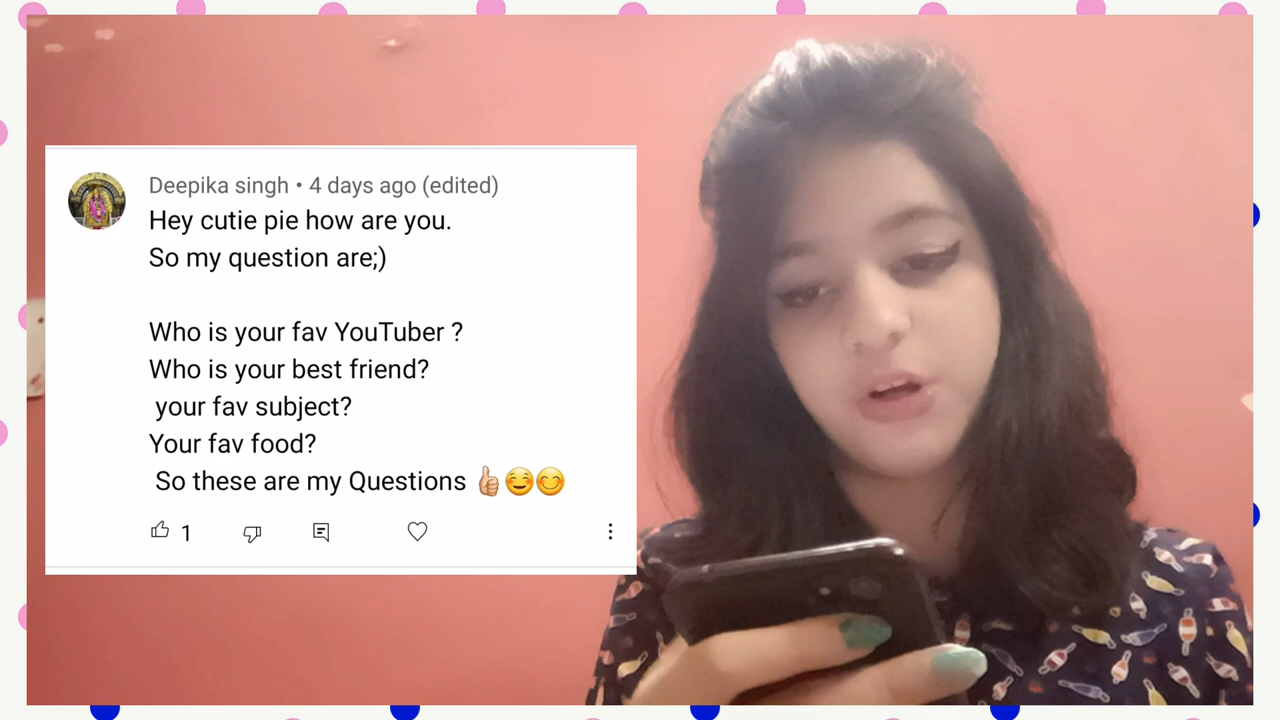 Deepika singh • 4 days ago (edited)
Hey cutie pie how are you.
So my question are;)
Who is your fav YouTuber ?
Who is your best friend?
your fav subject?
Your fav food?
So these are my Questions 👍🏼☺️😊
1